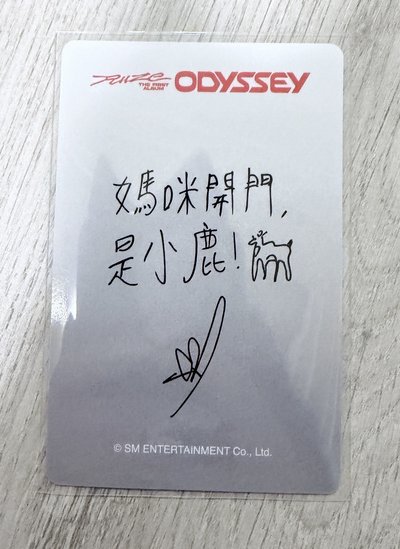 RIIZE THE FIRST ALBUM ODYSSEY
媽咪開門,
是小鹿!
© SM ENTERTAINMENT Co., Ltd.